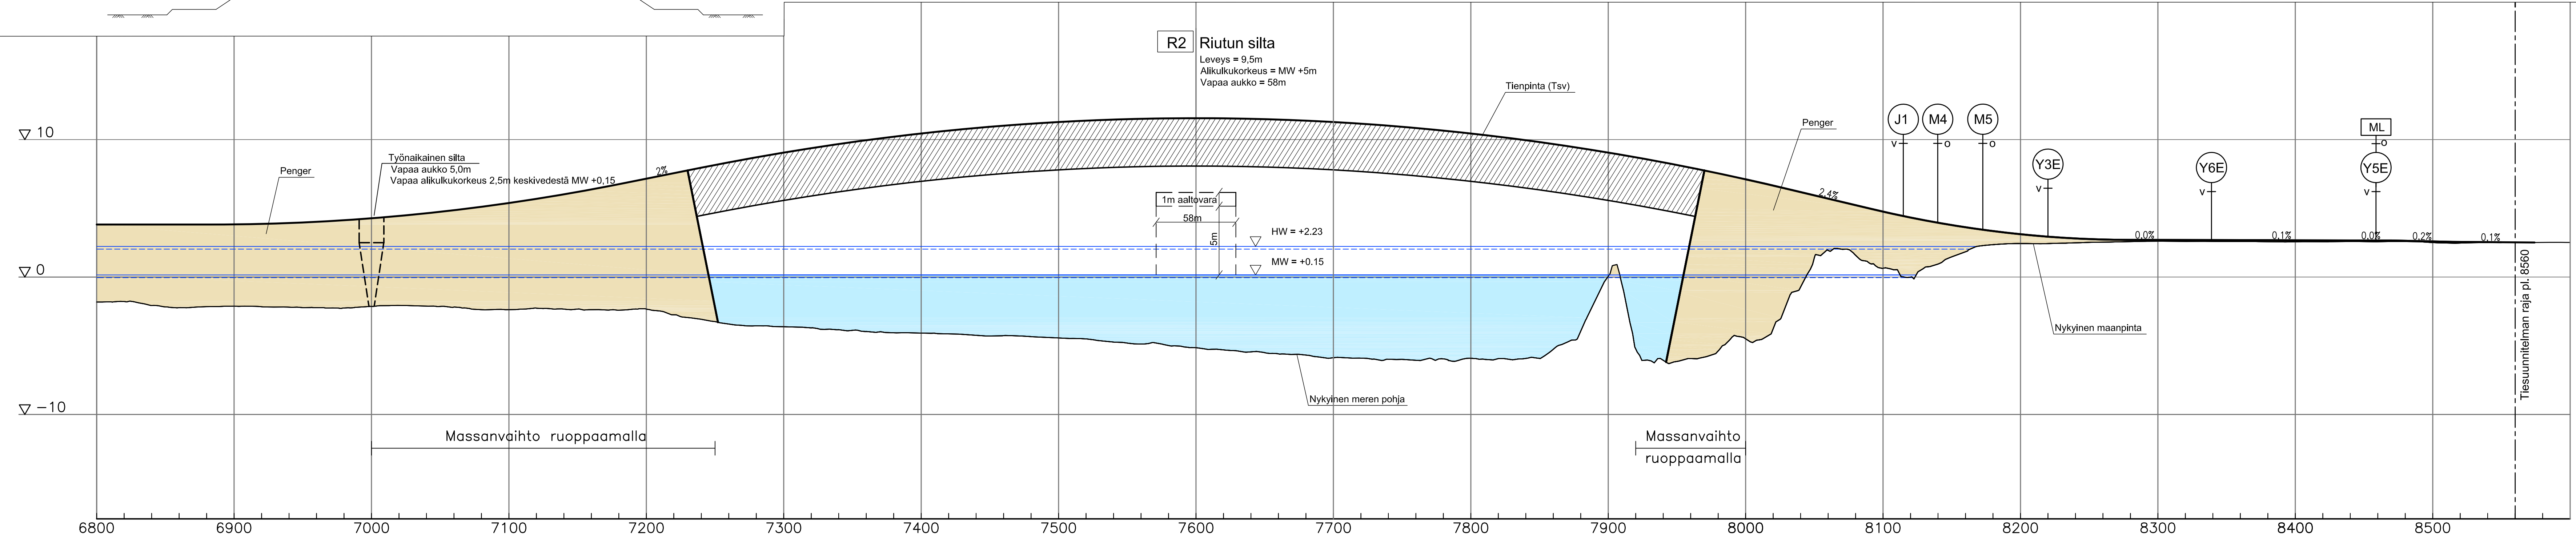 R2 Riutun silta
Leveys = 9,5m
Alikulkukorkeus = MW +5m
Vapaa aukko = 58m
Tienpinta (Tsv)
Penger
J1
M4
M5
v
o
o
ML
o
10
Työnaikainen silta
Vapaa aukko 5,0m
Vapaa alikulkukorkeus 2,5m keskivedestä MW +0,15
Penger
2%
Y3E
Y6E
Y5E
v
v
v
2.4%
1m aaltovara
58m
5m
HW = +2.23
MW = +0.15
0.0%
0.1%
0.0%
0.2%
0.1%
0
Tiesuunnitelman raja pl. 8560
Nykyinen maanpinta
Nykyinen meren pohja
-10
Massanvaihto ruoppaamalla
Massanvaihto
ruoppaamalla
6800 6900 7000 7100 7200 7300 7400 7500 7600 7700 7800 7900 8000 8100 8200 8300 8400 8500